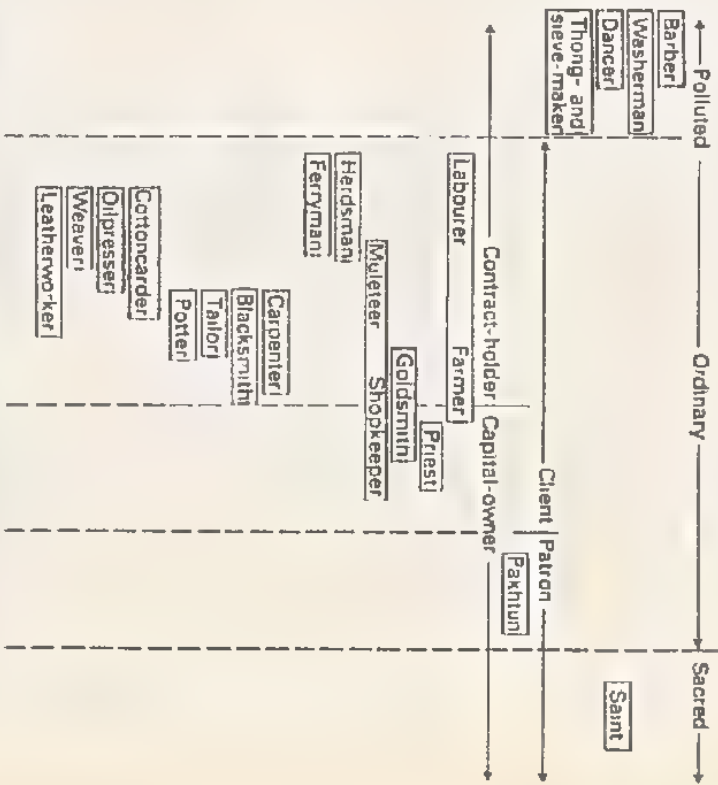 Polluted
Ordinary
Sacred
Barber
Washerman
Dancer
Thong- and
sieve-maker
Saint
Client
Patron
Pakhtun
Contract-holder
Capital-owner
Labourer
Farmer
Priest
Goldsmith
Muleteer
Shopkeeper
Herdsman
Ferryman
Carpenter
Blacksmith
Tailor
Potter
Cottoncarder
Oilpresser
Weaver
Leatherworker